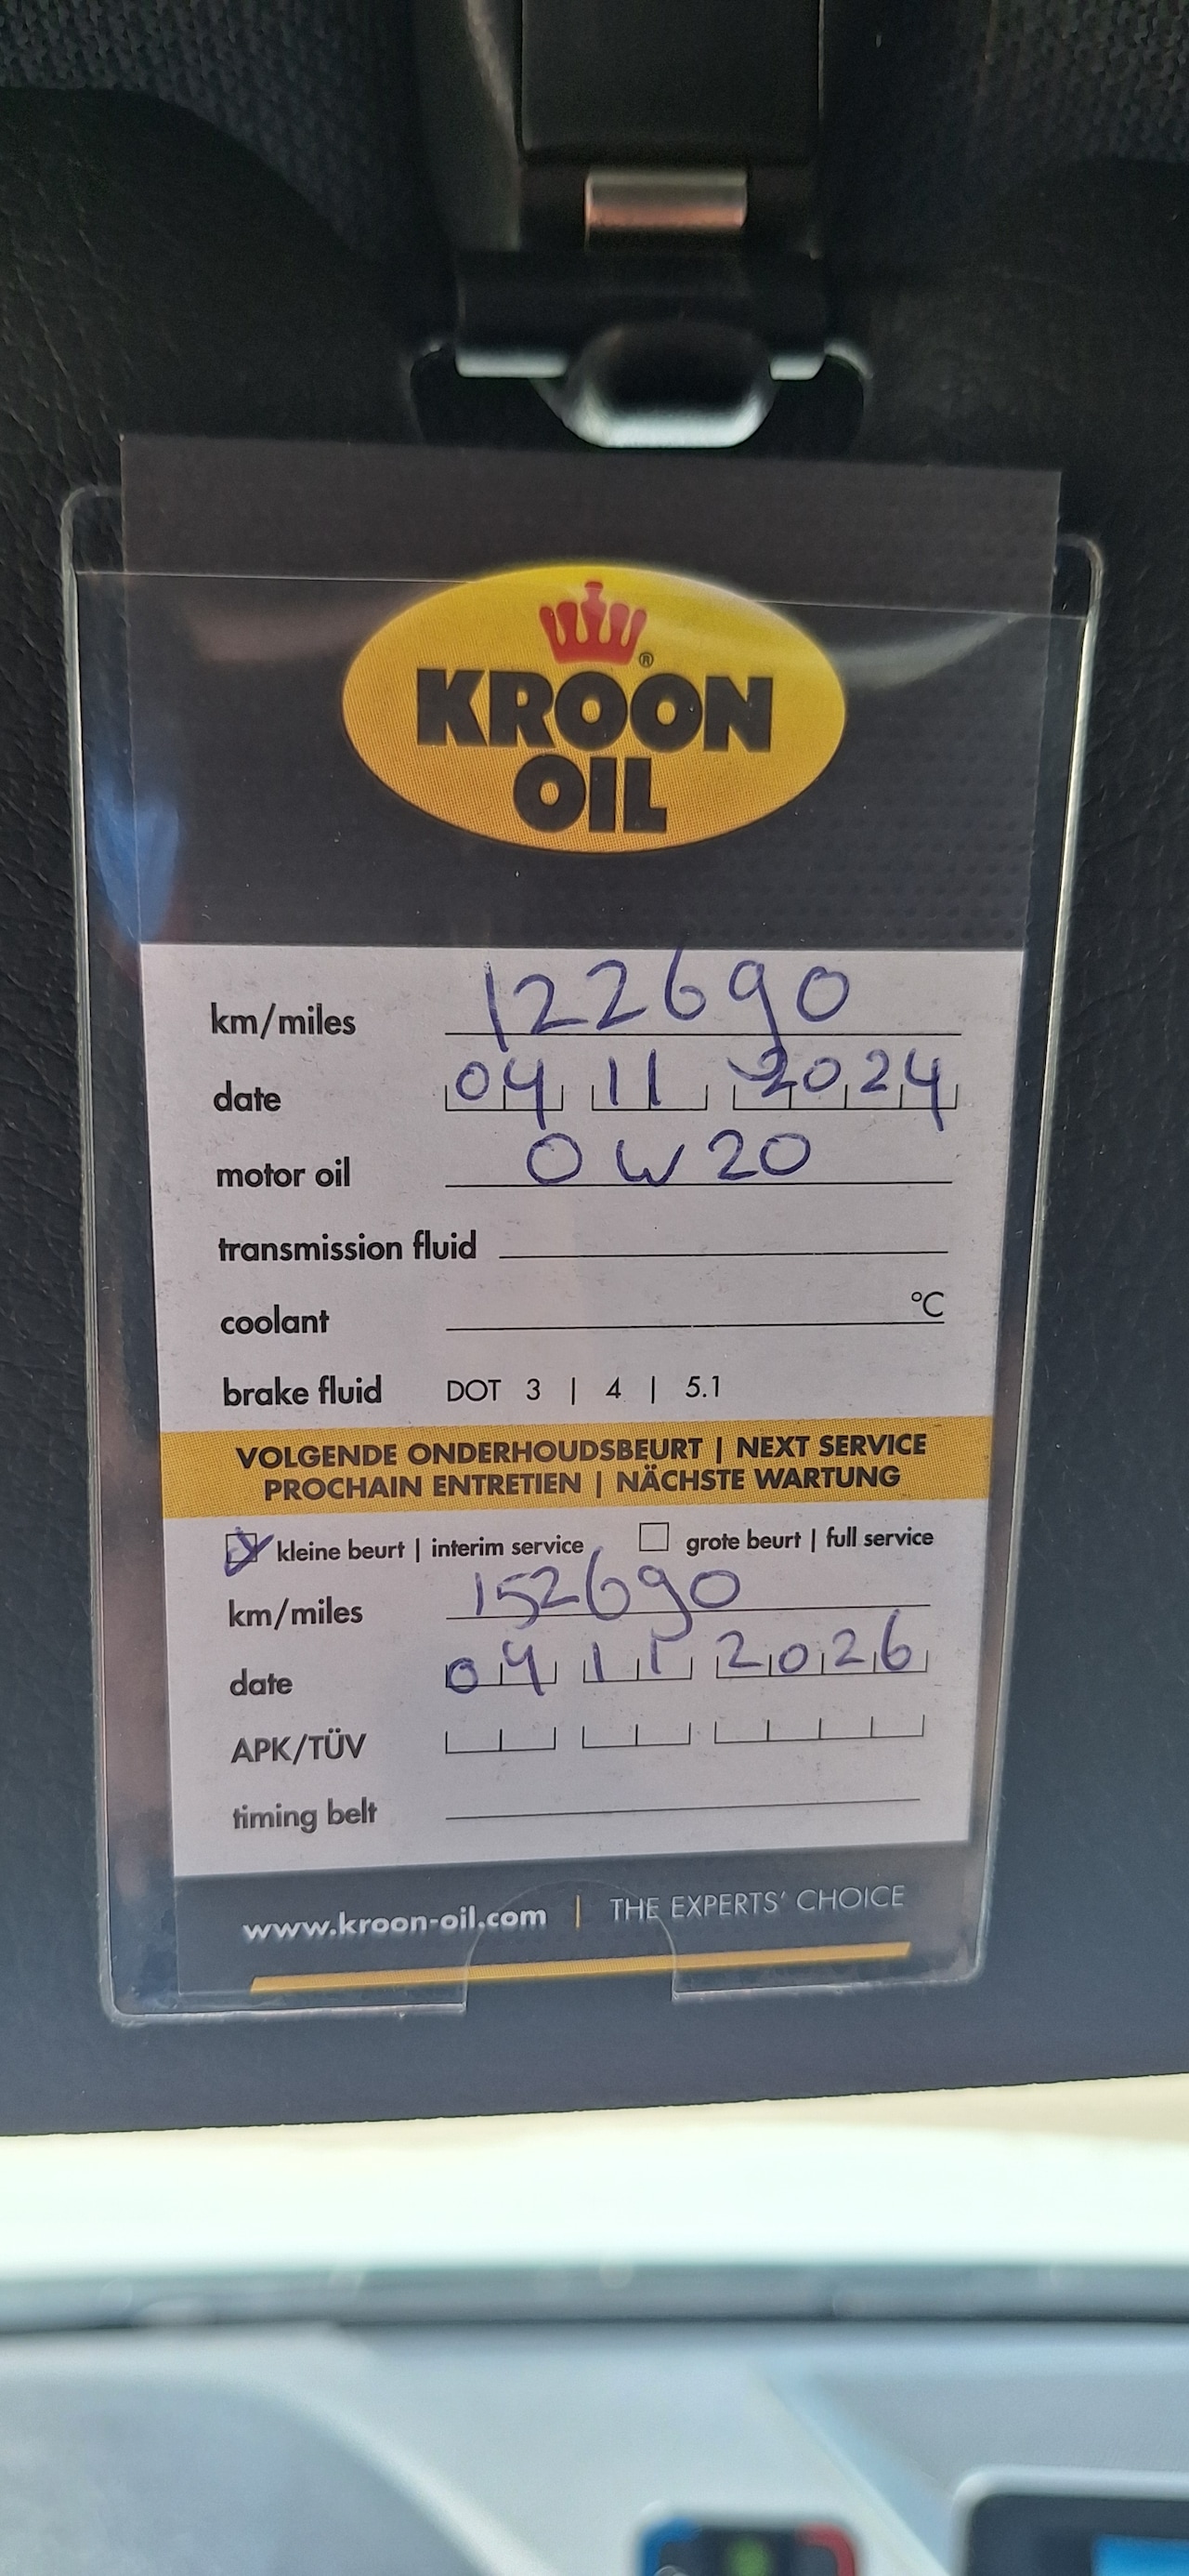 KROON
OIL
®
km/miles 122690
date 04 11 2024
motor oil 0W20
transmission fluid
coantlant °C
brake fluid DOT 3 | 4 | 5.1
VOLGENDE ONDERHOUDSBEURT | NEXT SERVICE
PROCHAIN ENTRETIEN | NÄCHSTE WARTUNG
kleine beurt | interim service grote beurt | full service
km/miles 152690
date 04 11 2026
APK/TÜV
timing belt
www.kroon-oil.com | THE EXPERTS' CHOICE